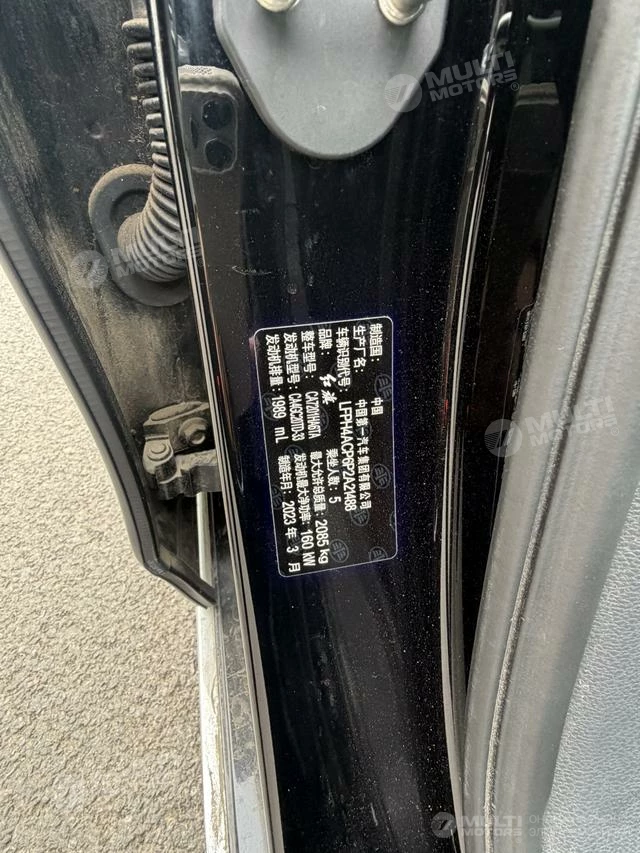 制造国：中国
生产厂名：中国第一汽车集团有限公司
车辆识别代号：LFPH4ACP6P2A21488
品牌：红旗 乘坐人数：5
整车型号：CA7201HA6TA 最大允许总质量：2085 kg
发动机型号：CA4GC20TD-33 发动机最大净功率：160 kW
发动机排量：1989 mL 制造年月：2023 年 3 月
MULTI
MOTORS
MULTI
MOTORS
MULTI
MOTORS